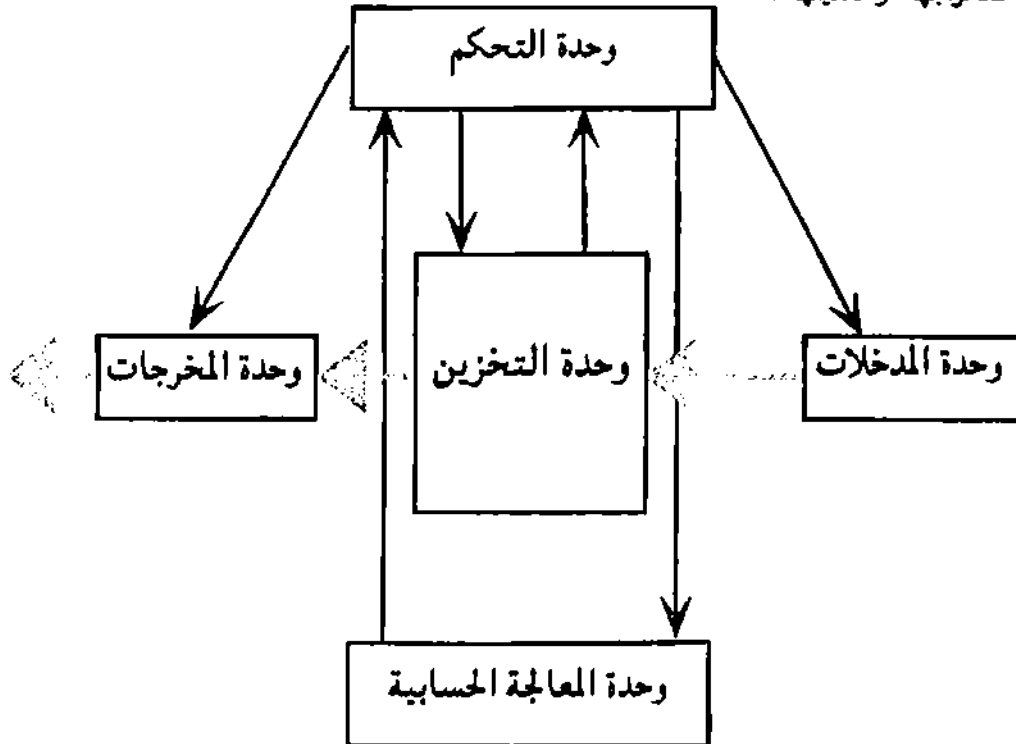 وحدة التحكم
وحدة المدخلات
وحدة التخزين
وحدة المخرجات
وحدة المعالجة الحسابية